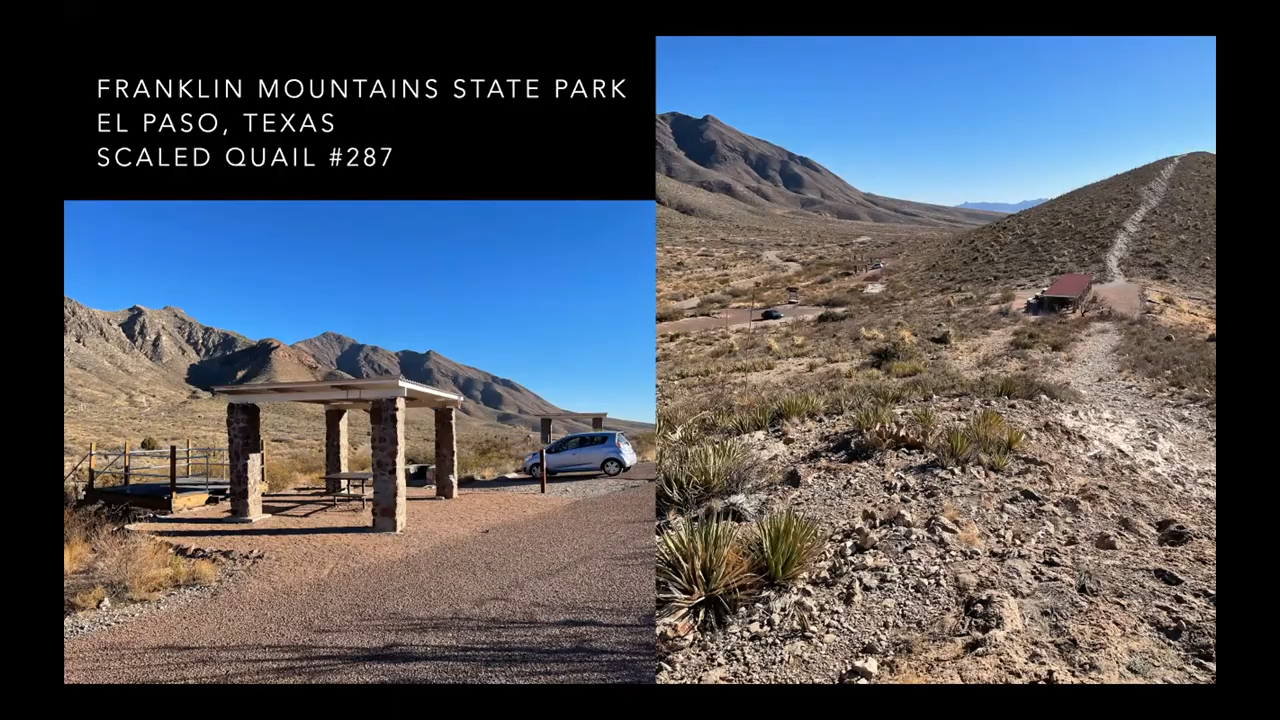 FRANKLIN MOUNTAINS STATE PARK
EL PASO, TEXAS
SCALED QUAIL #287